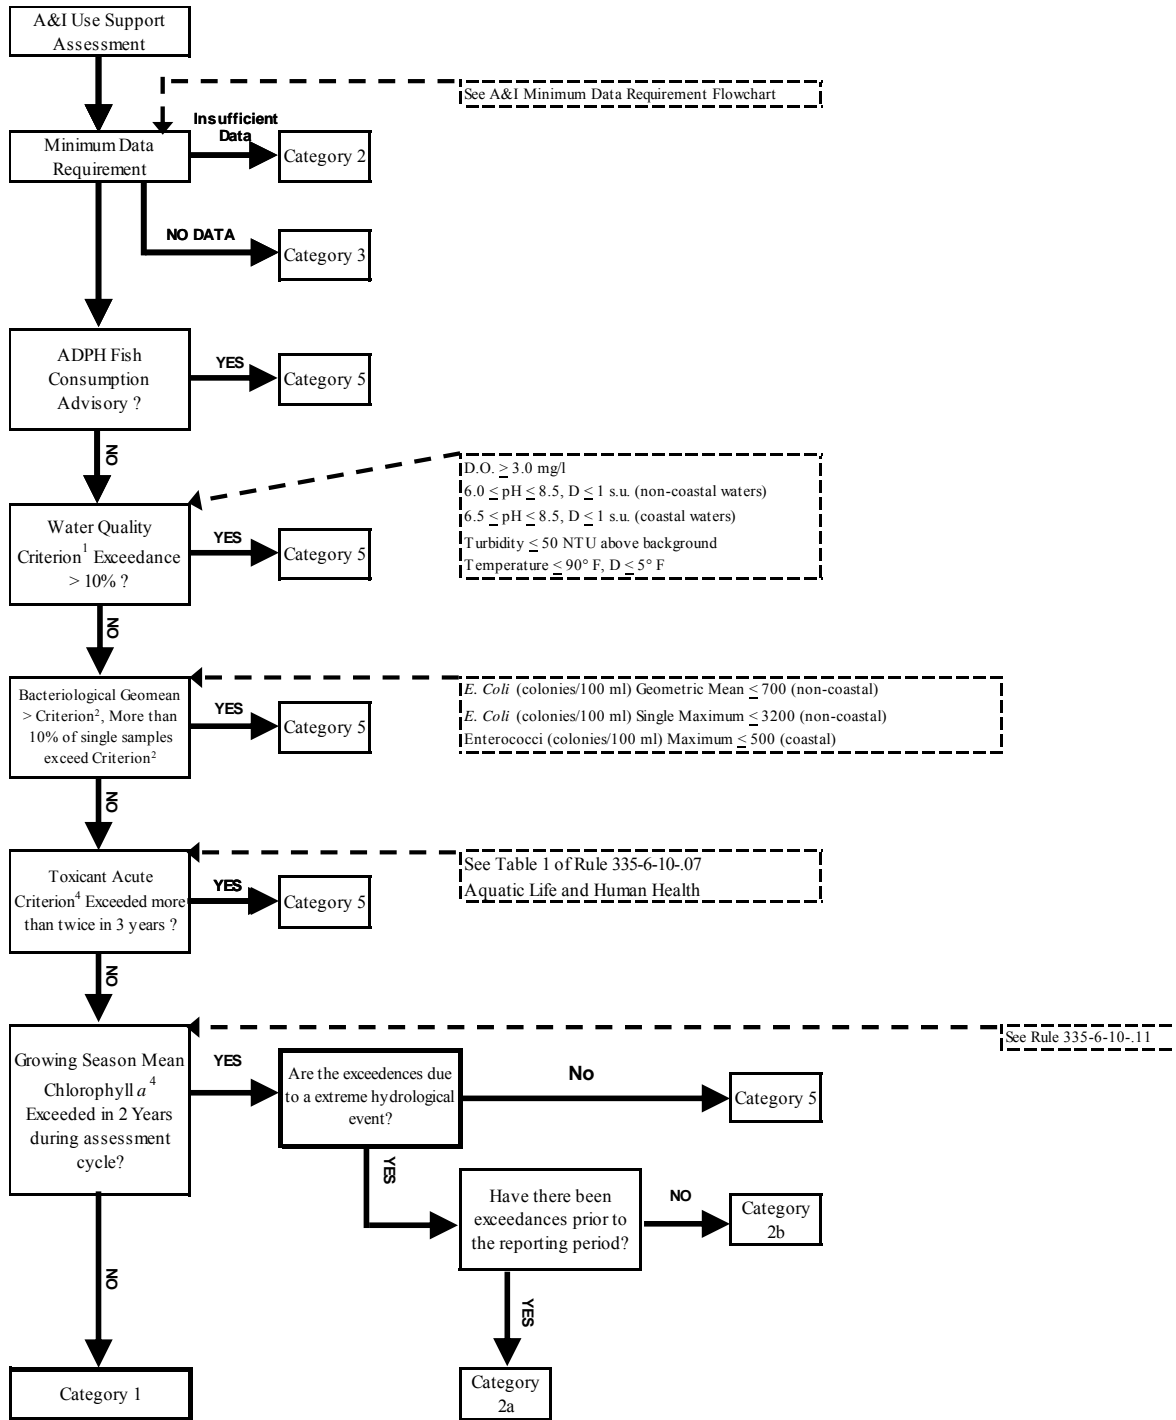 A&I Use Support
Assessment
See A&I Minimum Data Requirement Flowchart
Insufficient
Data
Minimum Data
Requirement
Category 2
NO DATA
Category 3
ADPH Fish
Consumption
Advisory ?
YES
Category 5
NO
D.O. ≥ 3.0 mg/l
6.0 ≤ pH ≤ 8.5, D ≤ 1 s.u. (non-coastal waters)
6.5 ≤ pH ≤ 8.5, D ≤ 1 s.u. (coastal waters)
Turbidity ≤ 50 NTU above background
Temperature ≤ 90° F, D ≤ 5° F
Water Quality
Criterion¹ Exceedance
> 10% ?
YES
Category 5
NO
Bacteriological Geomean
> Criterion², More than
10% of single samples
exceed Criterion²
YES
Category 5
E. Coli (colonies/100 ml) Geometric Mean ≤ 700 (non-coastal)
E. Coli (colonies/100 ml) Single Maximum ≤ 3200 (non-coastal)
Enterococci (colonies/100 ml) Maximum ≤ 500 (coastal)
NO
Toxicant Acute
Criterion⁴ Exceeded more
than twice in 3 years ?
YES
Category 5
See Table 1 of Rule 335-6-10-.07
Aquatic Life and Human Health
NO
See Rule 335-6-10-.11
Growing Season Mean
Chlorophyll a ⁴
Exceeded in 2 Years
during assessment
cycle?
YES
Are the exceedences due
to a extreme hydrological
event?
No
Category 5
YES
Have there been
exceedances prior to
the reporting period?
NO
Category
2b
NO
YES
Category 1
Category
2a